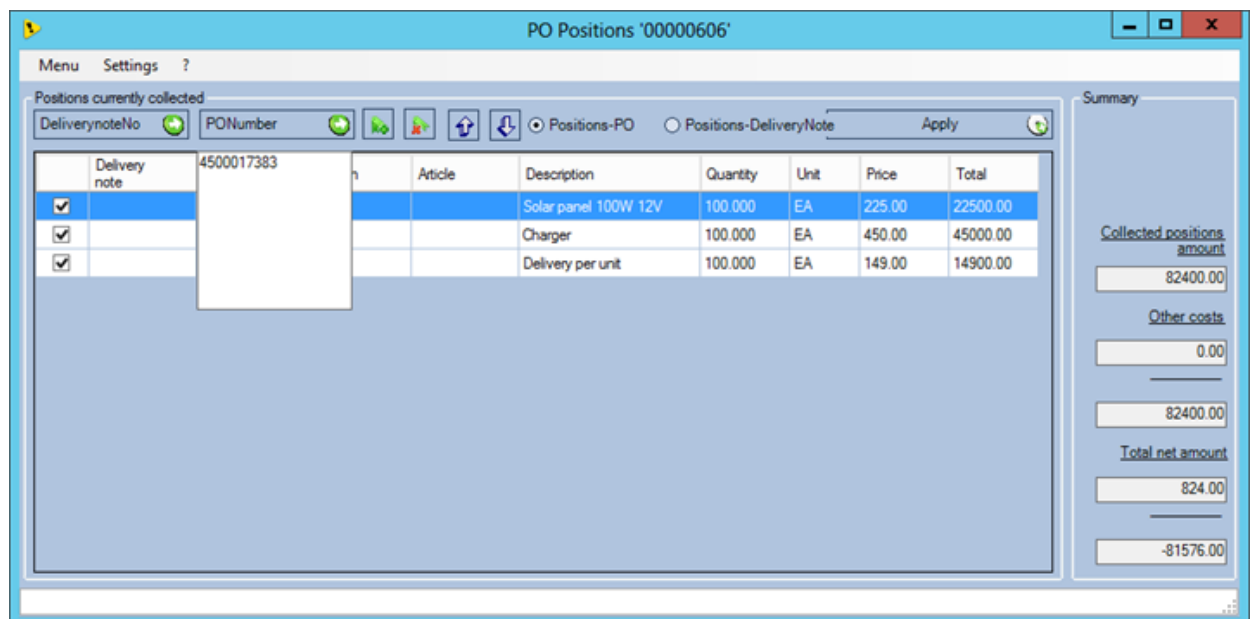 PO Positions '00000606'
Menu Settings ?
Positions currently collected
Summary
DeliverynoteNo PONumber Positions-PO Positions-DeliveryNote Apply
4500017383
Delivery note Article Description Quantity Unit Price Total
Solar panel 100W 12V 100.000 EA 225.00 22500.00
Charger 100.000 EA 450.00 45000.00
Delivery per unit 100.000 EA 149.00 14900.00
Collected positions
amount
82400.00
Other costs
0.00
82400.00
Total net amount
824.00
-81576.00